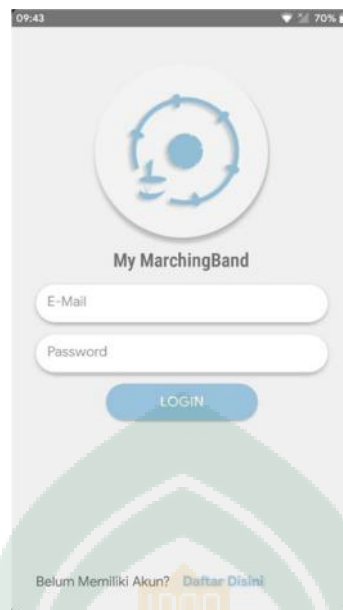 09:43 70%
My MarchingBand
E-Mail
Password
LOGIN
Belum Memiliki Akun? Daftar Disini